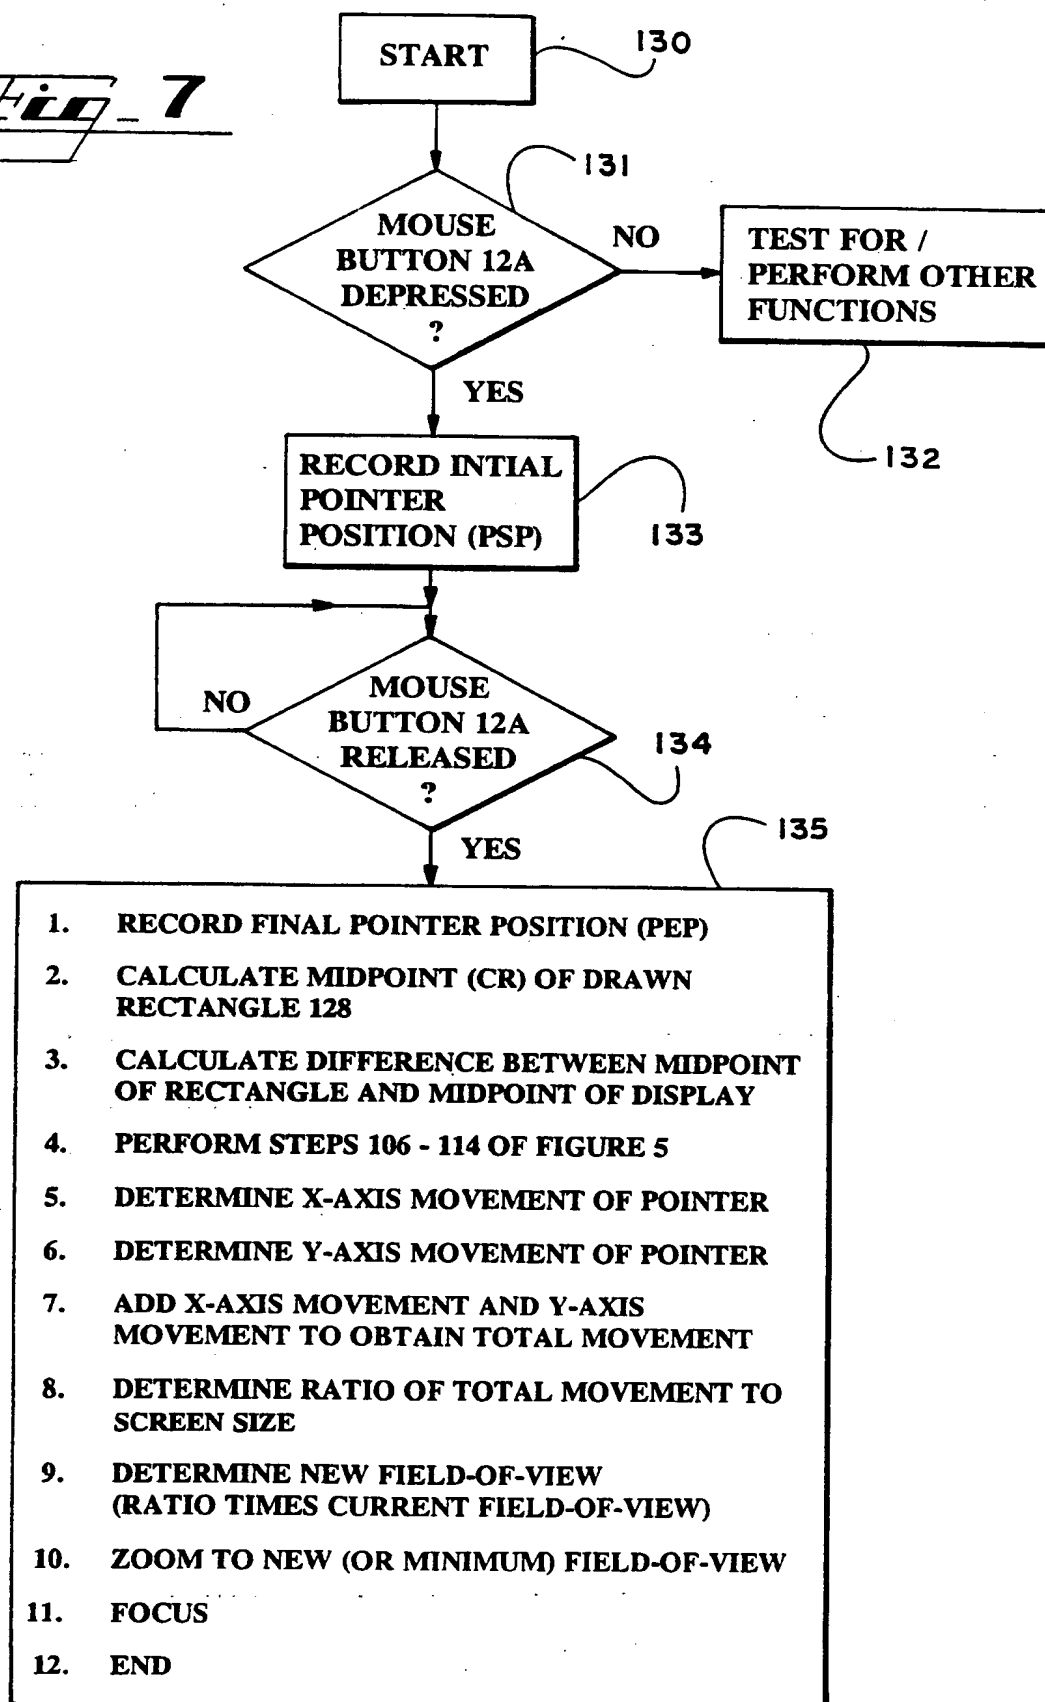 Fig_7
START
130
131
MOUSE
BUTTON 12A
DEPRESSED
?
NO
TEST FOR /
PERFORM OTHER
FUNCTIONS
132
YES
RECORD INTIAL
POINTER
POSITION (PSP)
133
NO
MOUSE
BUTTON 12A
RELEASED
?
134
YES
135
1. RECORD FINAL POINTER POSITION (PEP)
2. CALCULATE MIDPOINT (CR) OF DRAWN
RECTANGLE 128
3. CALCULATE DIFFERENCE BETWEEN MIDPOINT
OF RECTANGLE AND MIDPOINT OF DISPLAY
4. PERFORM STEPS 106 - 114 OF FIGURE 5
5. DETERMINE X-AXIS MOVEMENT OF POINTER
6. DETERMINE Y-AXIS MOVEMENT OF POINTER
7. ADD X-AXIS MOVEMENT AND Y-AXIS
MOVEMENT TO OBTAIN TOTAL MOVEMENT
8. DETERMINE RATIO OF TOTAL MOVEMENT TO
SCREEN SIZE
9. DETERMINE NEW FIELD-OF-VIEW
(RATIO TIMES CURRENT FIELD-OF-VIEW)
10. ZOOM TO NEW (OR MINIMUM) FIELD-OF-VIEW
11. FOCUS
12. END